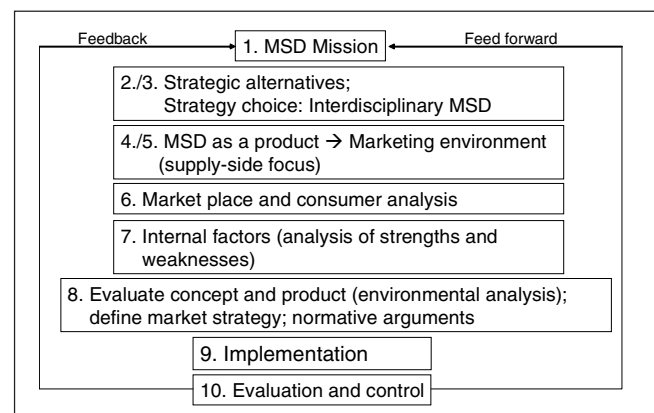 Feedback
1. MSD Mission
Feed forward
2./3. Strategic alternatives;
Strategy choice: Interdisciplinary MSD
4./5. MSD as a product → Marketing environment
(supply-side focus)
6. Market place and consumer analysis
7. Internal factors (analysis of strengths and
weaknesses)
8. Evaluate concept and product (environmental analysis);
define market strategy; normative arguments
9. Implementation
10. Evaluation and control